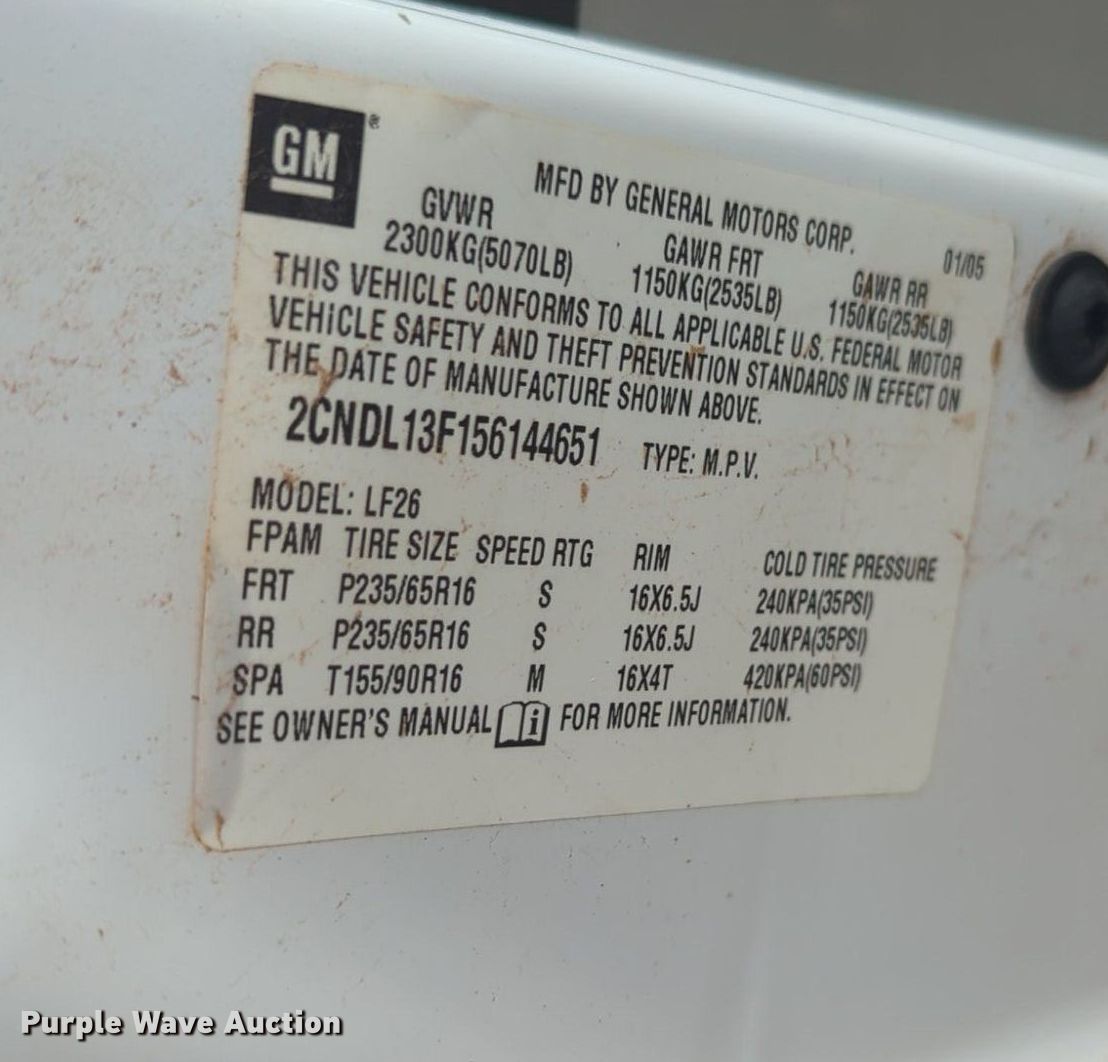 GM®
MFD BY GENERAL MOTORS CORP.
01/05
GVWR GAWR FRT GAWR RR
2300KG(5070LB) 1150KG(2535LB) 1150KG(2535LB)
THIS VEHICLE CONFORMS TO ALL APPLICABLE U.S. FEDERAL MOTOR
VEHICLE SAFETY AND THEFT PREVENTION STANDARDS IN EFFECT ON
THE DATE OF MANUFACTURE SHOWN ABOVE.
2CNDL13F156144651 TYPE: M.P.V.
MODEL: LF26
FPAM TIRE SIZE SPEED RTG RIM COLD TIRE PRESSURE
FRT P235/65R16 S 16X6.5J 240KPA(35PSI)
RR P235/65R16 S 16X6.5J 240KPA(35PSI)
SPA T155/90R16 M 16X4T 420KPA(60PSI)
SEE OWNER'S MANUAL i FOR MORE INFORMATION.
Purple Wave Auction